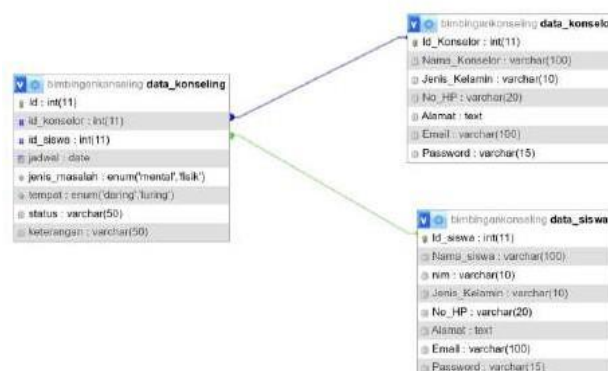 bimbingankonseling data_konseling
id : int(11)
id_konselor : int(11)
id_siswa : int(11)
jadwal : date
jenis_masalah : enum('mental','fisik')
tempat : enum('daring','luring')
status : varchar(50)
keterangan : varchar(50)
bimbingankonseling data_konselo
Id_Konselor : int(11)
Nama_Konselor : varchar(100)
Jenis_Kelamin : varchar(10)
No_HP : varchar(20)
Alamat : text
Email : varchar(100)
Password : varchar(15)
bimbingankonseling data_siswa
Id_siswa : int(11)
Nama_siswa : varchar(100)
nim : varchar(10)
Jenis_Kelamin : varchar(10)
No_HP : varchar(20)
Alamat : text
Email : varchar(100)
Password : varchar(15)